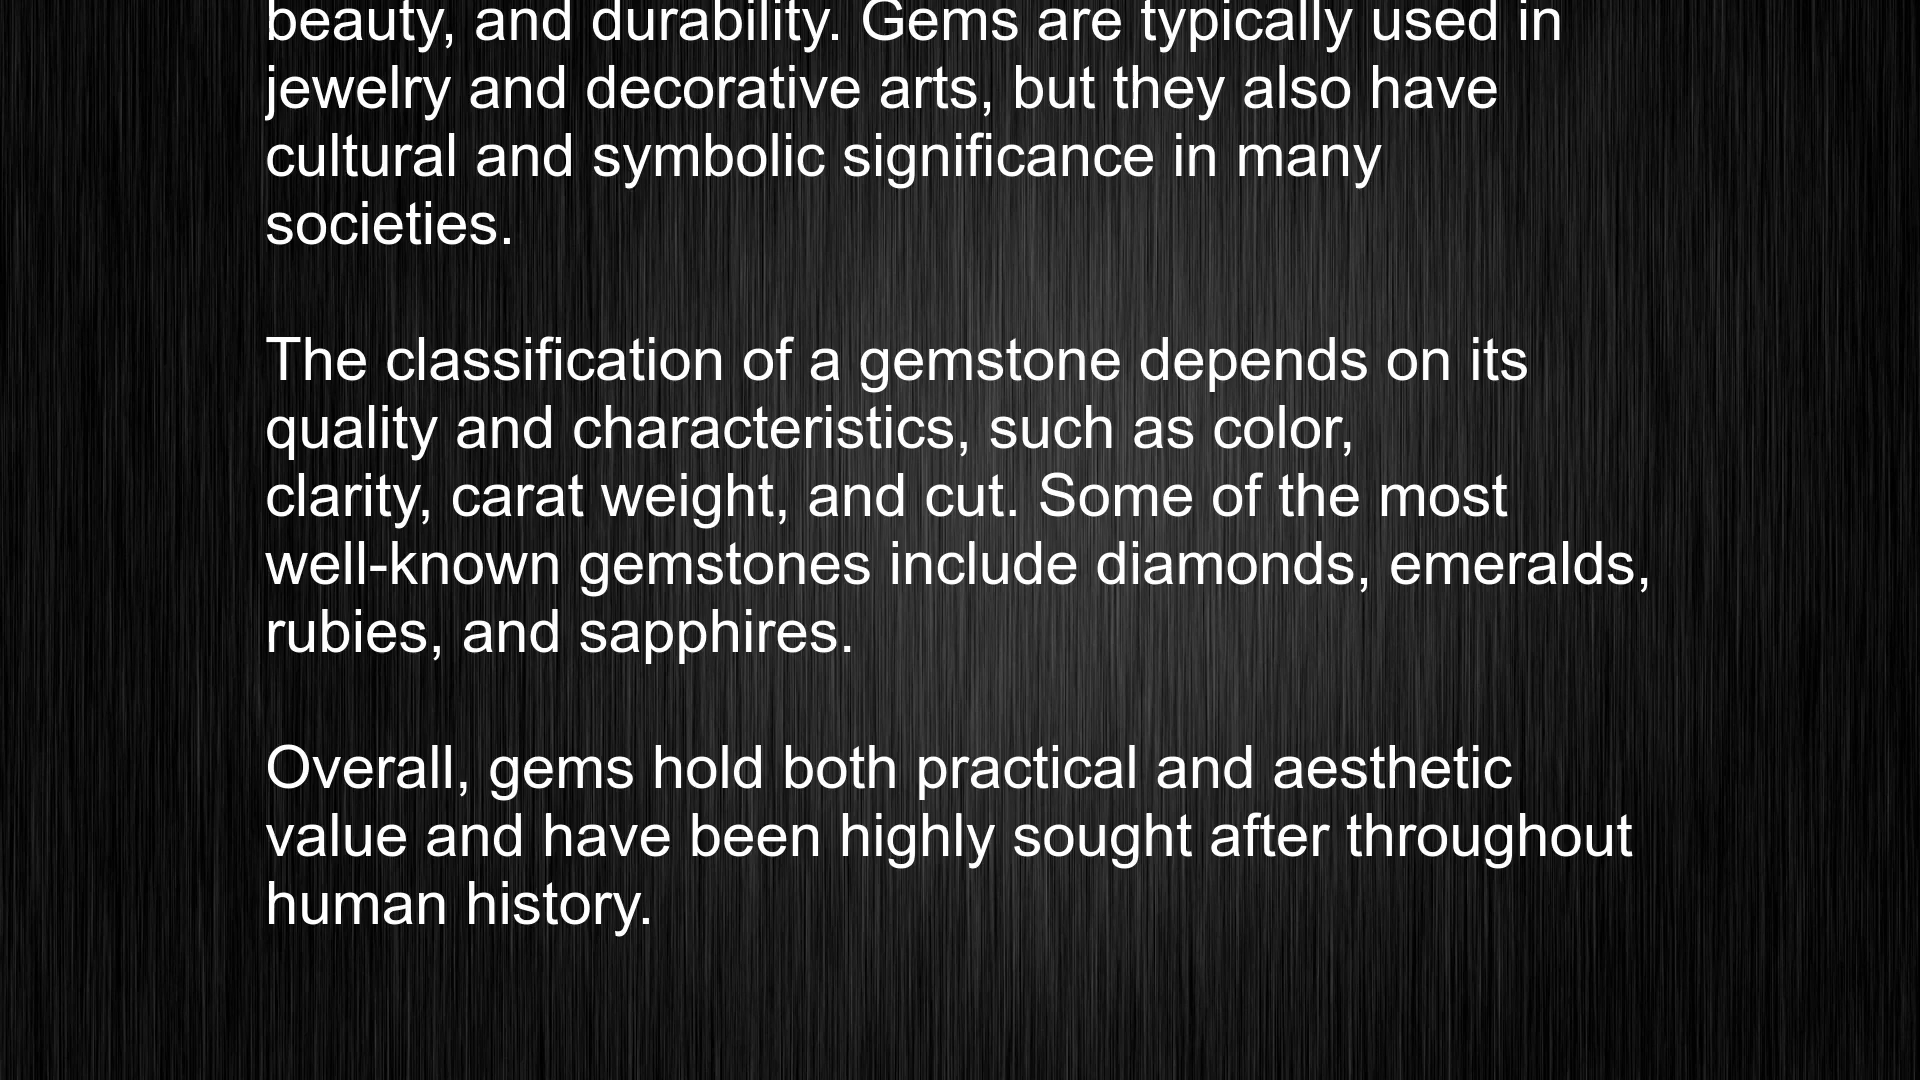 beauty, and durability. Gems are typically used in
jewelry and decorative arts, but they also have
cultural and symbolic significance in many
societies.
The classification of a gemstone depends on its
quality and characteristics, such as color,
clarity, carat weight, and cut. Some of the most
well-known gemstones include diamonds, emeralds,
rubies, and sapphires.
Overall, gems hold both practical and aesthetic
value and have been highly sought after throughout
human history.